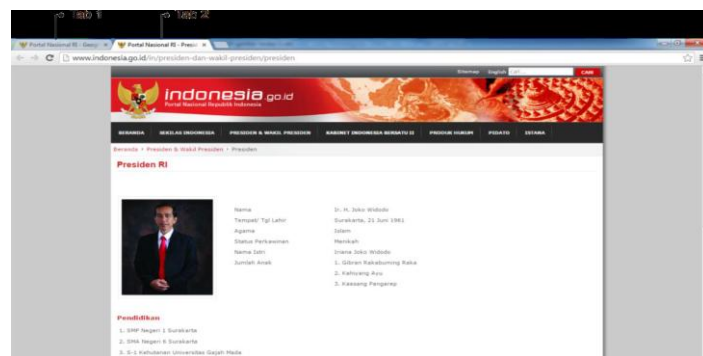 Tab 1 Tab 2
Portal Nasional RI - Portal Nasional RI - Presi
www.indonesia.go.id/in/presiden-dan-wakil-presiden/presiden
Sitemap English CARI
indonesia.go.id
Portal Nasional Republik Indonesia
BERANDA SEKILAS INDONESIA PRESIDEN & WAKIL PRESIDEN KABINET INDONESIA BERSATU II PRODUK HUKUM PIDATO ISTANA
Beranda › Presiden & Wakil Presiden › Presiden
Presiden RI
Nama Ir. H. Joko Widodo
Tempat/ Tgl Lahir Surakarta, 21 Juni 1961
Agama Islam
Status Perkawinan Menikah
Nama Istri Iriana Joko Widodo
Jumlah Anak 1. Gibran Rakabuming Raka
2. Kahiyang Ayu
3. Kaesang Pangarep
Pendidikan
1. SMP Negeri 1 Surakarta
2. SMA Negeri 6 Surakarta
3. S-1 Kehutanan Universitas Gajah Mada